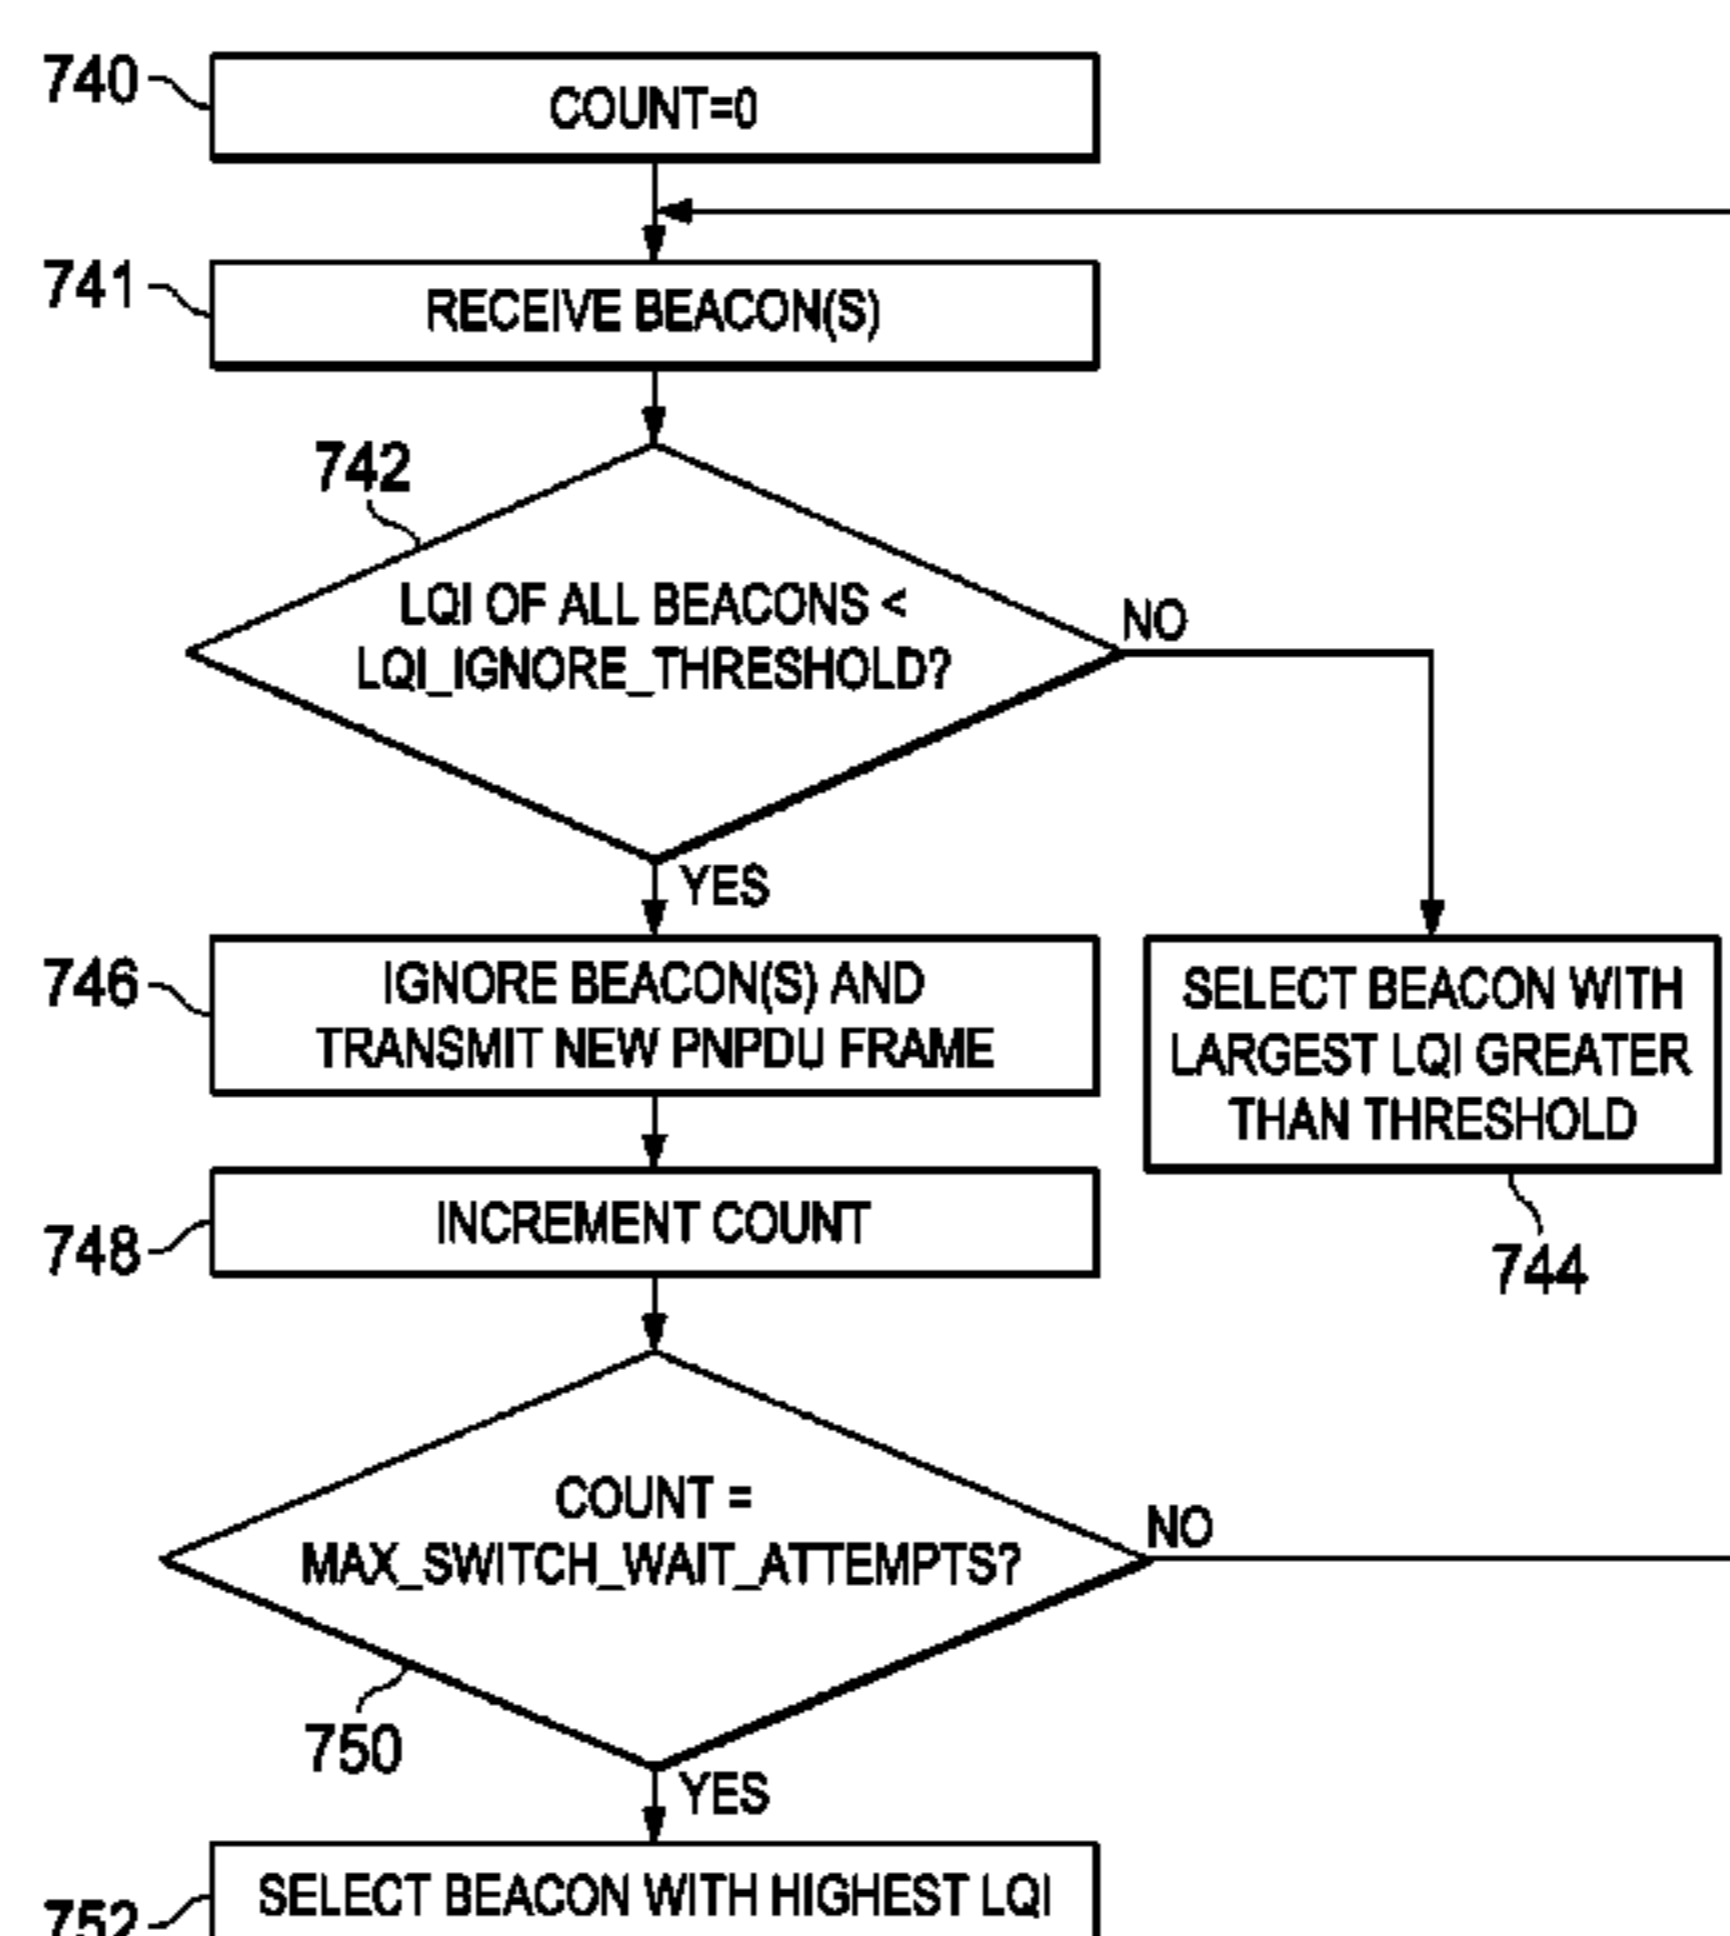 740
COUNT=0
741
RECEIVE BEACON(S)
742
LQI OF ALL BEACONS <
LQI_IGNORE_THRESHOLD?
NO
YES
746
IGNORE BEACON(S) AND
TRANSMIT NEW PNPDU FRAME
SELECT BEACON WITH
LARGEST LQI GREATER
THAN THRESHOLD
744
748
INCREMENT COUNT
COUNT =
MAX_SWITCH_WAIT_ATTEMPTS?
NO
750
YES
752
SELECT BEACON WITH HIGHEST LQI